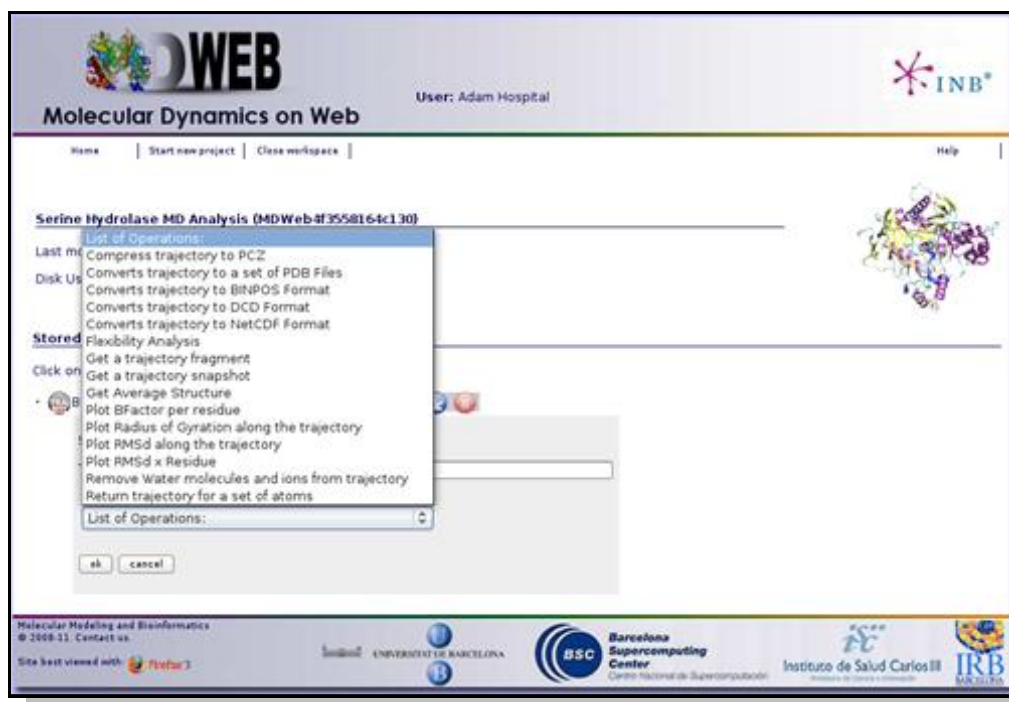 DWEB
Molecular Dynamics on Web
User: Adam Hospital
INB®
Home | Start new project | Close workspace |
Help |
Serine Hydrolase MD Analysis (MDWeb4f3558164c130)
List of Operations:
Last
Compress trajectory to PCZ
Disk Us
Converts trajectory to a set of PDB Files
Converts trajectory to BINPOS Format
Converts trajectory to DCD Format
Converts trajectory to NetCDF Format
Stored
Flexibility Analysis
Get a trajectory fragment
Click on
Get a trajectory snapshot
Get Average Structure
Plot BFactor per residue
Plot Radius of Gyration along the trajectory
Plot RMSd along the trajectory
Plot RMSd x Residue
Remove Water molecules and ions from trajectory
Return trajectory for a set of atoms
List of Operations:
ok cancel
Molecular Modeling and Bioinformatics
© 2008-11. Contact us
Site best viewed with: Firefox 3
UNIVERSITAT DE BARCELONA
BSC
Barcelona
Supercomputing
Center
Centro Nacional de Supercomputación
Instituto de Salud Carlos III
IRB
BARCELONA